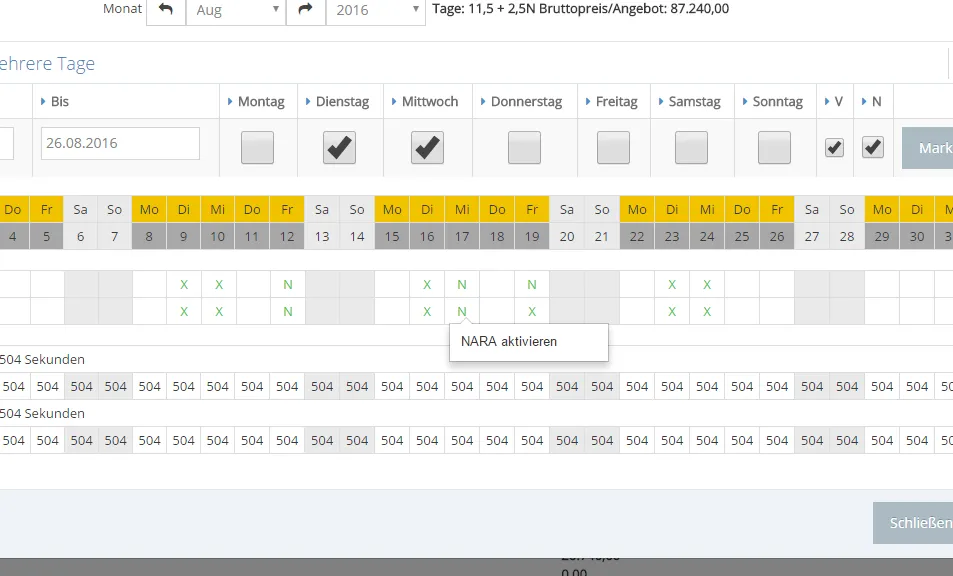 Monat Aug 2016 Tage: 11,5 + 2,5N Bruttopreis/Angebot: 87.240,00
ehrere Tage
Bis Montag Dienstag Mittwoch Donnerstag Freitag Samstag Sonntag V N
26.08.2016 Mark
Do Fr Sa So Mo Di Mi Do Fr Sa So Mo Di Mi Do Fr Sa So Mo Di Mi Do Fr Sa So Mo Di M
4 5 6 7 8 9 10 11 12 13 14 15 16 17 18 19 20 21 22 23 24 25 26 27 28 29 30 3
X X N X N N X X
X X N X N X X X
NARA aktivieren
504 Sekunden
504 504 504 504 504 504 504 504 504 504 504 504 504 504 504 504 504 504 504 504 504 504 504 504 504 504 504 50
504 Sekunden
504 504 504 504 504 504 504 504 504 504 504 504 504 504 504 504 504 504 504 504 504 504 504 504 504 504 504 50
Schließen
0,00